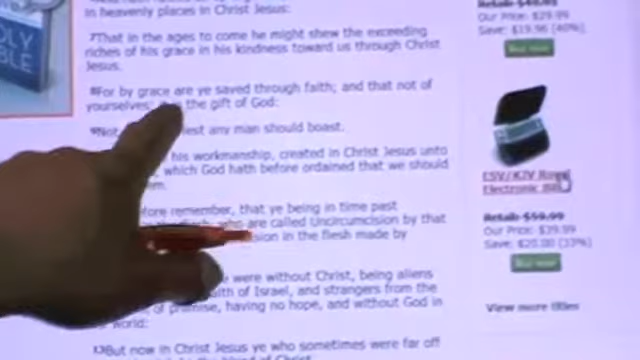 in heavenly places in Christ Jesus:
7That in the ages to come he might shew the exceeding
riches of his grace in his kindness toward us through Christ
Jesus.
8For by grace are ye saved through faith; and that not of
yourselves: the gift of God:
9Not lest any man should boast.
his workmanship, created in Christ Jesus unto
which God hath before ordained that we should
remember, that ye being in time past
are called Uncircumcision by that
in the flesh made by
were without Christ, being aliens
of Israel, and strangers from the
of promise, having no hope, and without God in
world:
13But now in Christ Jesus ye who sometimes were far off
of Christ
OLY
BIBLE
Retail: $49.95
Our Price: $29.99
Save: $19.96 (40%)
Buy now
ESV/KJV
Electronic
Retail: $59.99
Our Price: $39.99
Save: $20.00 (33%)
Buy now
View more titles